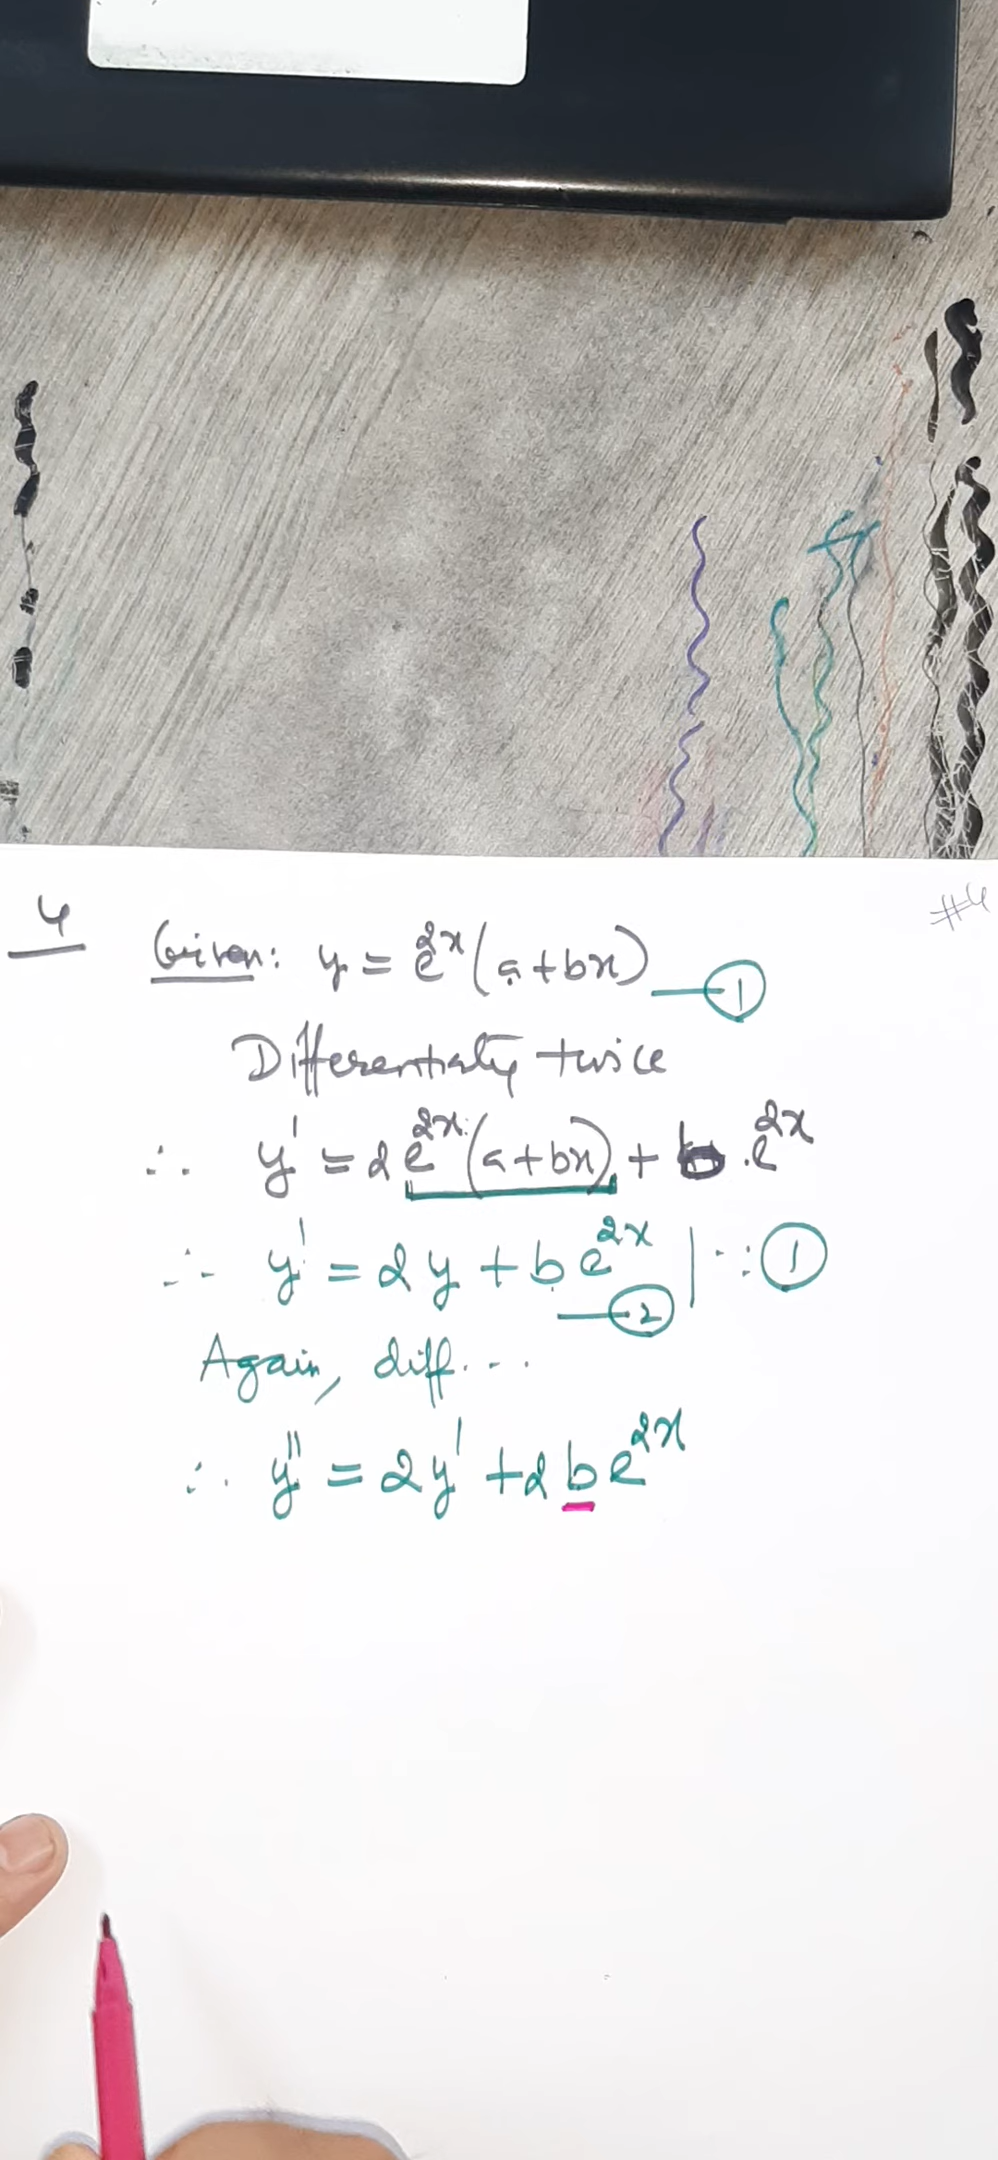 4 Given: y = e^{2x}(a+bx) —① #4
Differentiatg twice
∴ y' = 2e^{2x}.(a+bx) + b.e^{2x}
∴ y' = 2y + be^{2x} | ∵ ①
—②
Again, diff...
∴ y'' = 2y' + 2be^{2x}